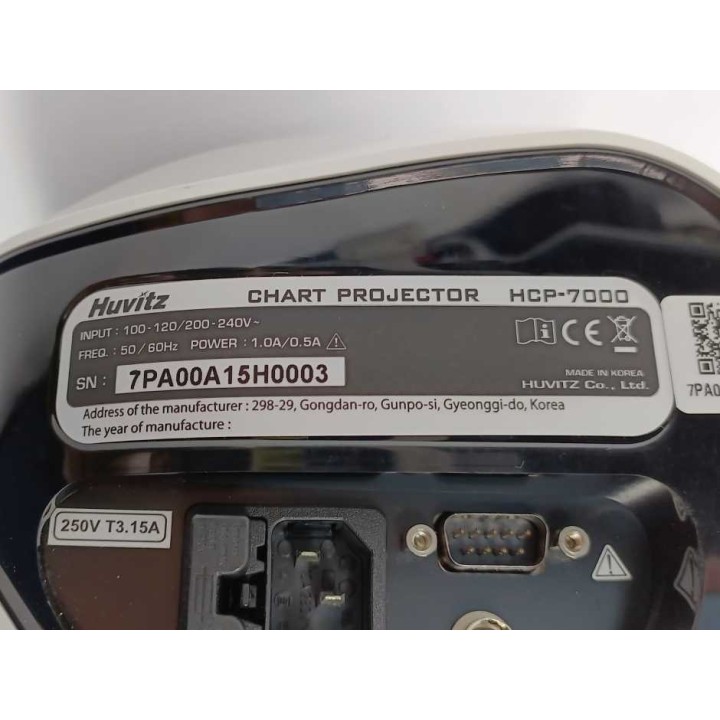 Huvitz CHART PROJECTOR HCP-7000
INPUT : 100-120/200-240V~
FREQ. : 50/60Hz POWER : 1.0A/0.5A
SN : 7PA00A15H0003
MADE IN KOREA
HUVITZ Co., Ltd.
Address of the manufacturer : 298-29, Gongdan-ro, Gunpo-si, Gyeonggi-do, Korea
The year of manufacture :
7PA0
250V T3.15A